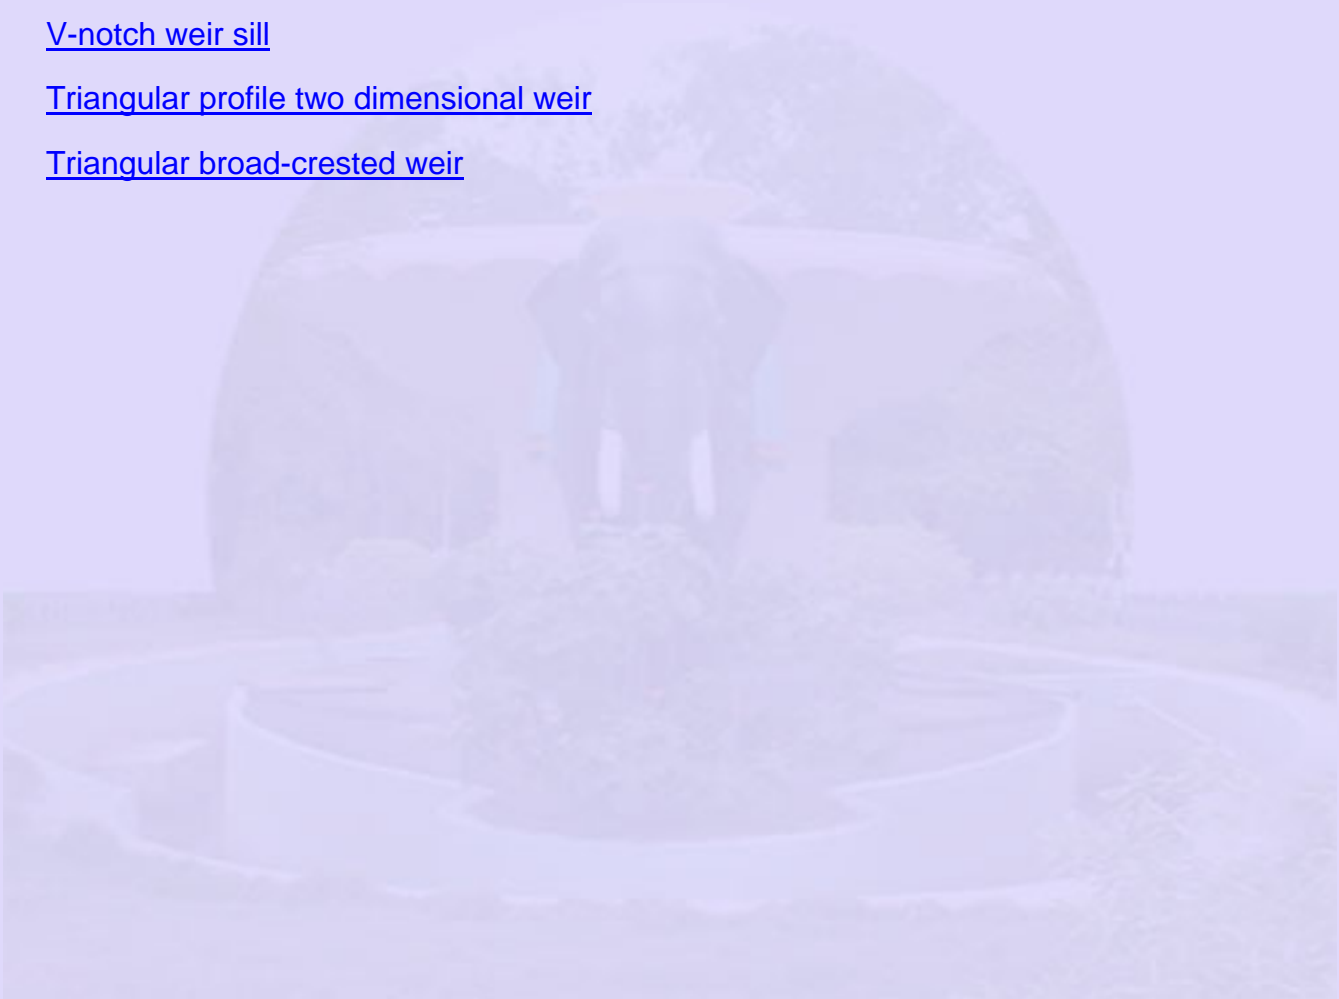 V-notch weir sill
Triangular profile two dimensional weir
Triangular broad-crested weir